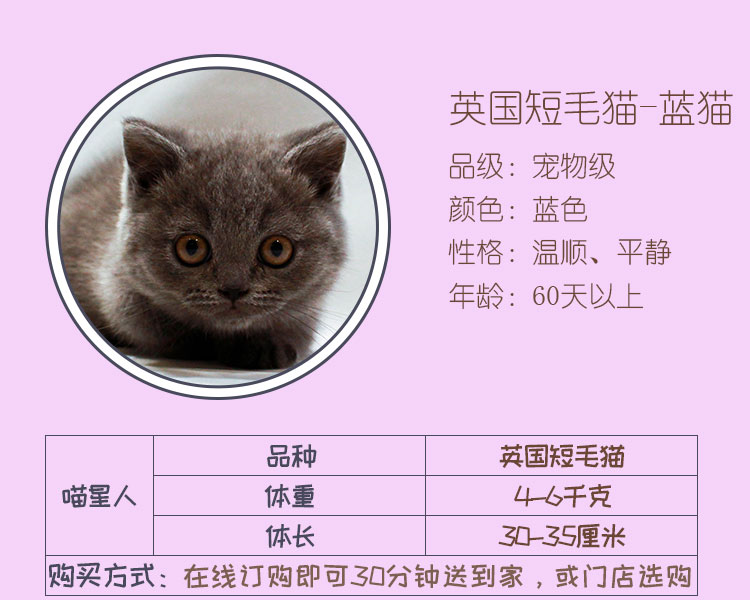 英国短毛猫-蓝猫
品级：宠物级
颜色：蓝色
性格：温顺、平静
年龄：60天以上
喵星人
品种 英国短毛猫
体重 4-6千克
体长 30-35厘米
购买方式：在线订购即可30分钟送到家，或门店选购